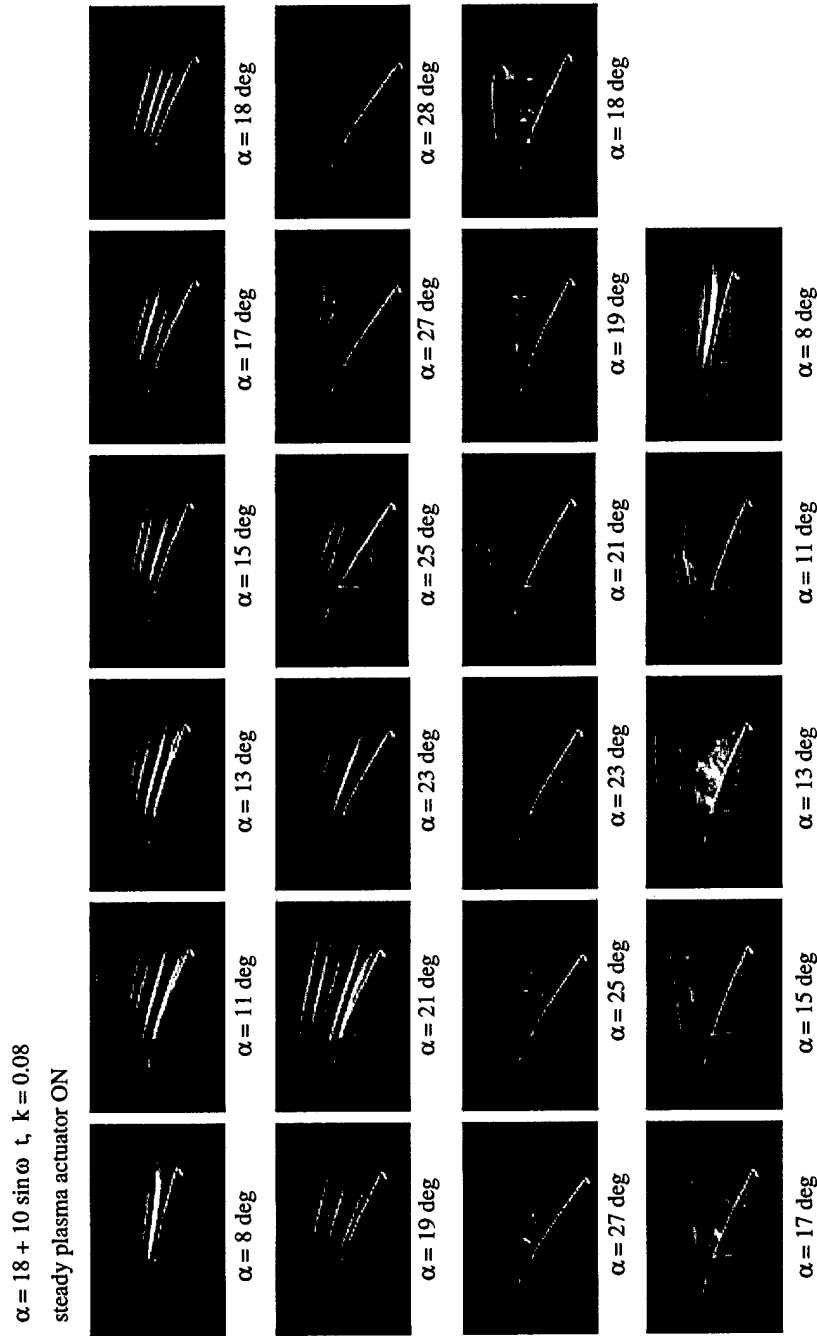 α = 18 + 10 sin ω t, k = 0.08
steady plasma actuator ON
α = 8 deg
α = 11 deg
α = 13 deg
α = 15 deg
α = 17 deg
α = 18 deg
α = 19 deg
α = 21 deg
α = 23 deg
α = 25 deg
α = 27 deg
α = 28 deg
α = 27 deg
α = 25 deg
α = 23 deg
α = 21 deg
α = 19 deg
α = 18 deg
α = 17 deg
α = 15 deg
α = 13 deg
α = 11 deg
α = 8 deg